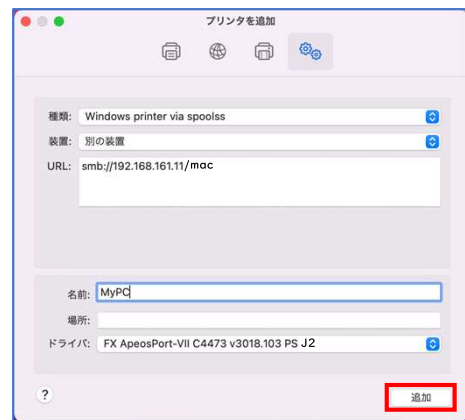 プリンタを追加
種類: Windows printer via spoolss
装置: 別の装置
URL: smb://192.168.161.11/mac
名前: MyPC
場所:
ドライバ: FX ApeosPort-VII C4473 v3018.103 PS J2
?
追加